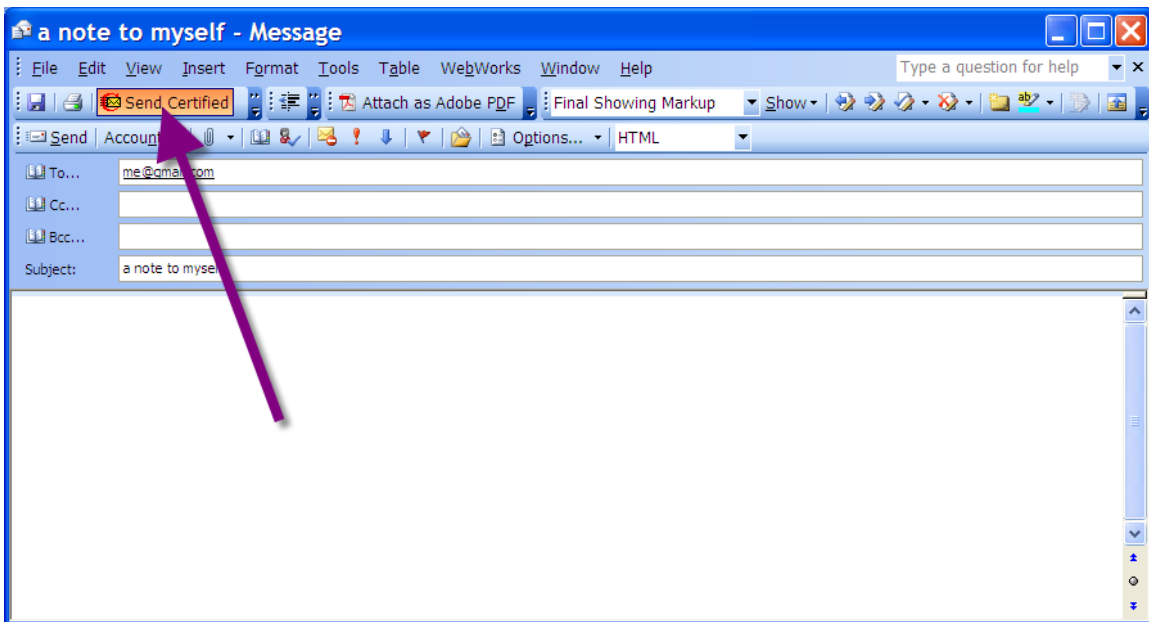 a note to myself - Message
File Edit View Insert Format Tools Table WebWorks Window Help Type a question for help
Send Certified Attach as Adobe PDF Final Showing Markup Show
Send Options... HTML
To...
Cc...
Bcc...
Subject: a note to